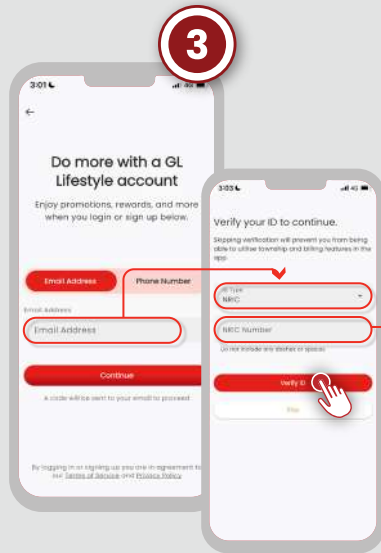 3
3:01
4G
Do more with a GL
Lifestyle account
Enjoy promotions, rewards, and more
when you login or sign up below.
Email Address
Phone Number
Email Address
Email Address
Continue
A code will be sent to your email to proceed
By logging in or signing up you are in agreement to
our Terms of Service and Privacy Policy
3:03
4G
Verify your ID to continue.
Skipping verification will prevent you from being
able to utilise township and billing features in the
app.
ID Type
NRIC
NRIC Number
Do not include any dashes or spaces
Verify ID
Skip